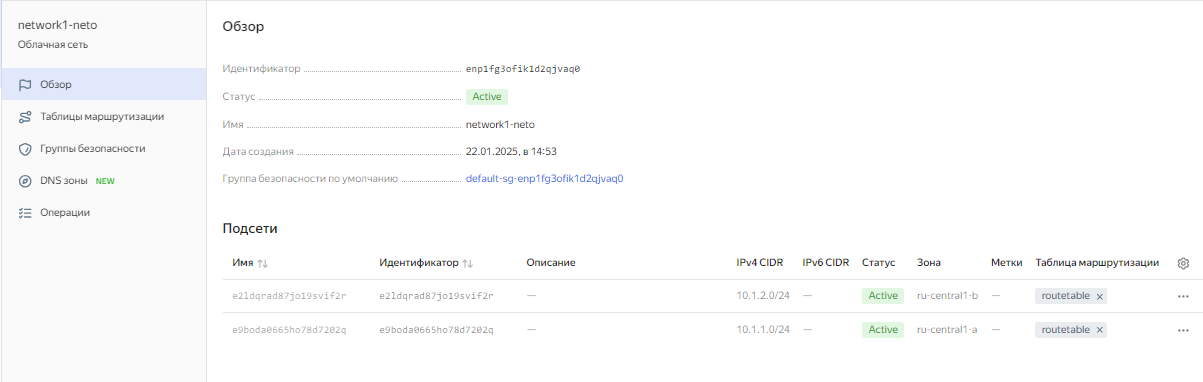 network1-neto
Облачная сеть
Обзор
Таблицы маршрутизации
Группы безопасности
DNS зоны NEW
Операции
Обзор
Идентификатор enp1fg3ofik1d2qjvaq0
Статус Active
Имя network1-neto
Дата создания 22.01.2025, в 14:53
Группа безопасности по умолчанию default-sg-enp1fg3ofik1d2qjvaq0
Подсети
Имя Идентификатор Описание IPv4 CIDR IPv6 CIDR Статус Зона Метки Таблица маршрутизации
e2ldqrad87jo19svif2r e2ldqrad87jo19svif2r — 10.1.2.0/24 — Active ru-central1-b — routetable ×
e9boda0665ho78d7202q e9boda0665ho78d7202q — 10.1.1.0/24 — Active ru-central1-a — routetable ×